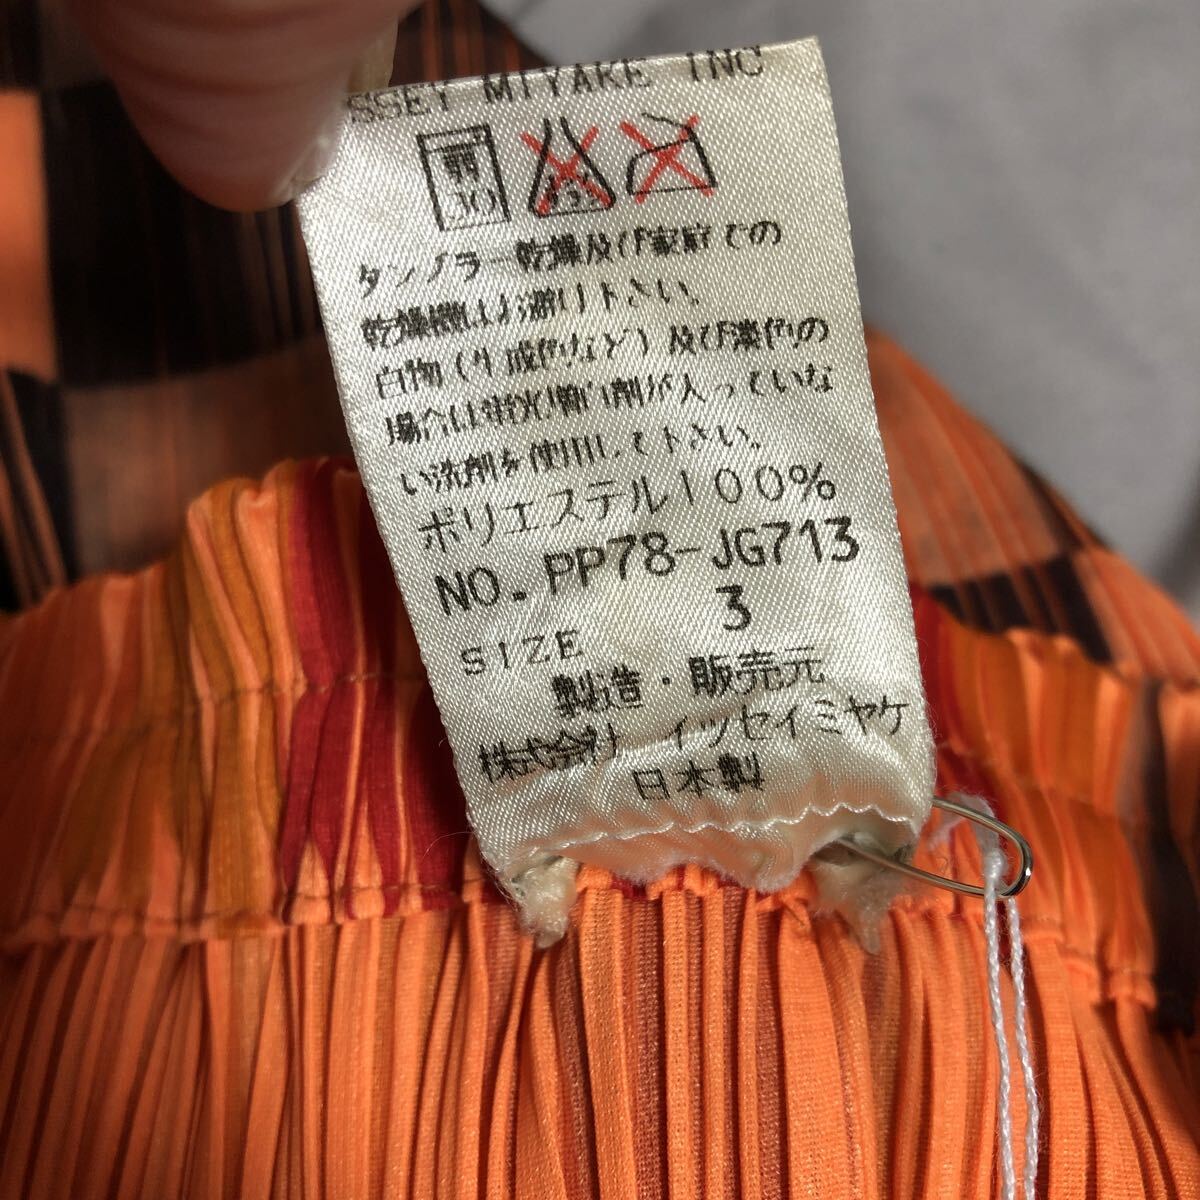 SSEY MIYAKE INC
30
タンブラー乾燥及び家庭での
乾燥機はお避け下さい。
白物(生成色など)及び淡色の
場合は蛍光増白剤が入っていな
い洗剤を使用して下さい。
ポリエステル100%
NO. PP78-JG713
SIZE 3
製造・販売元
株式会社 イッセイミヤケ
日本製